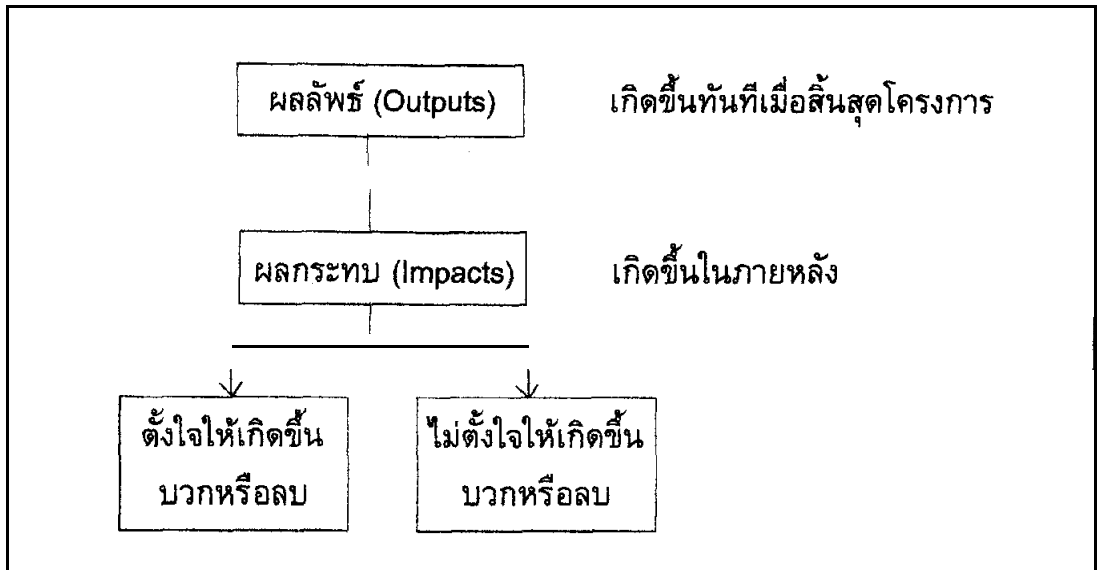 ผลลัพธ์ (Outputs) เกิดขึ้นทันทีเมื่อสิ้นสุดโครงการ
ผลกระทบ (Impacts) เกิดขึ้นในภายหลัง
ตั้งใจให้เกิดขึ้น
บวกหรือลบ
ไม่ตั้งใจให้เกิดขึ้น
บวกหรือลบ